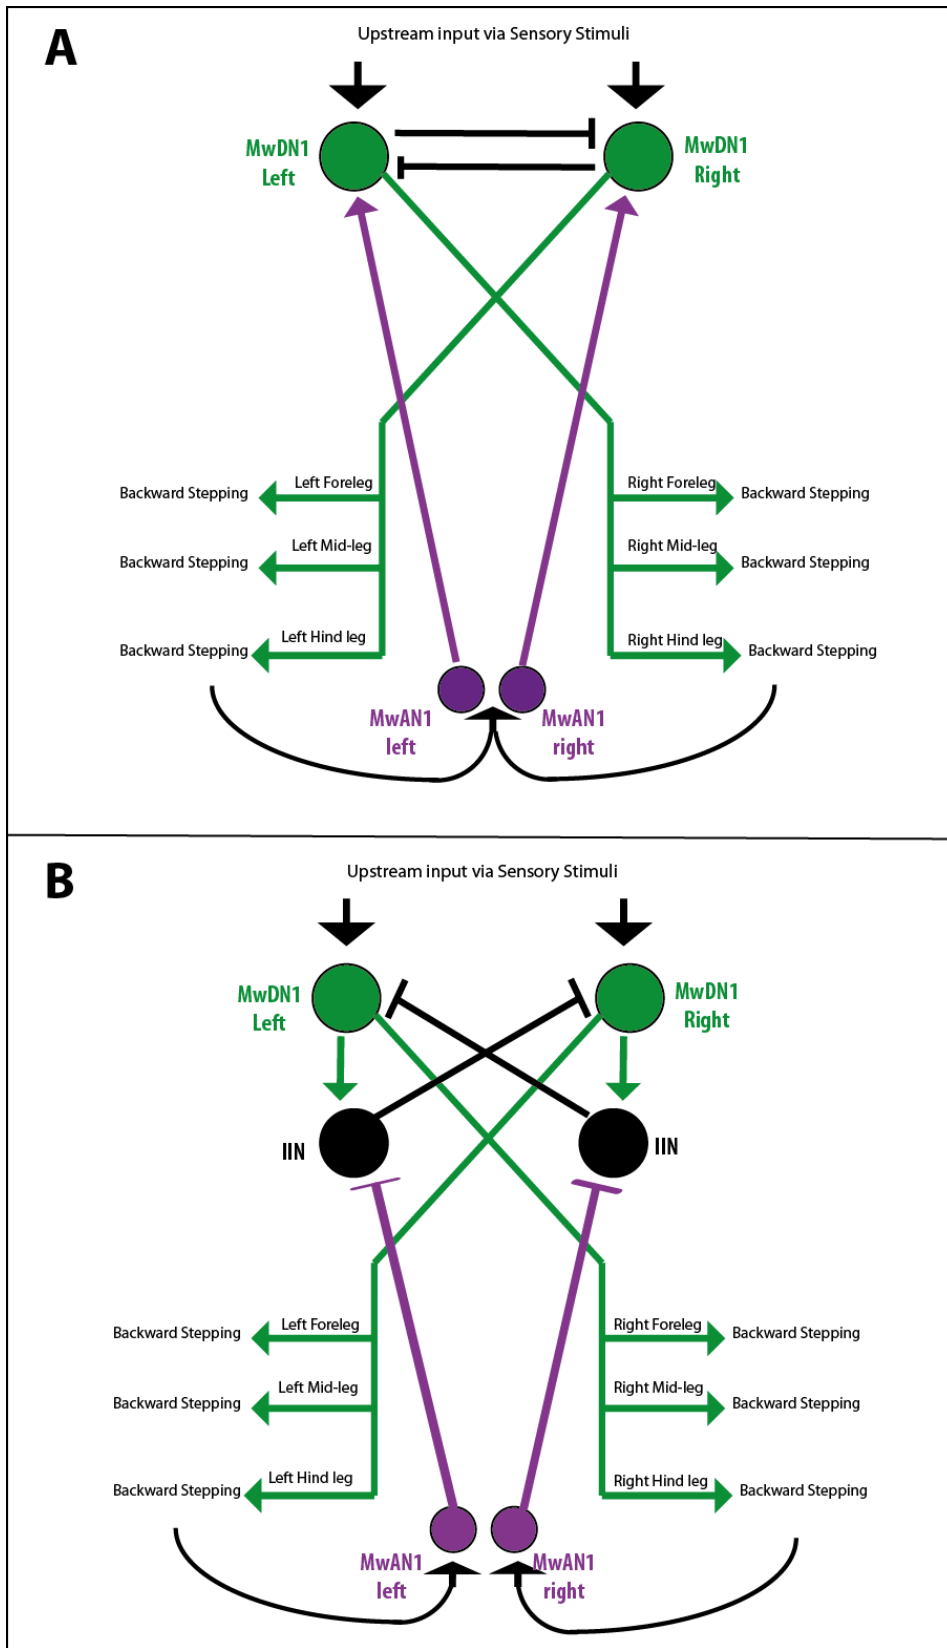 A
Upstream input via Sensory Stimuli
MwDN1
Left
MwDN1
Right
Left Foreleg
Backward Stepping
Right Foreleg
Backward Stepping
Left Mid-leg
Backward Stepping
Right Mid-leg
Backward Stepping
Left Hind leg
Backward Stepping
Right Hind leg
Backward Stepping
MwAN1
left
MwAN1
right
B
Upstream input via Sensory Stimuli
MwDN1
Left
MwDN1
Right
IIN
IIN
Left Foreleg
Backward Stepping
Right Foreleg
Backward Stepping
Left Mid-leg
Backward Stepping
Right Mid-leg
Backward Stepping
Left Hind leg
Backward Stepping
Right Hind leg
Backward Stepping
MwAN1
left
MwAN1
right